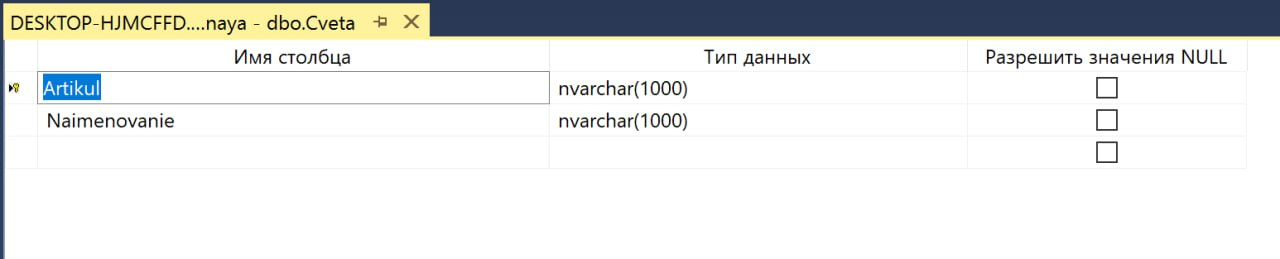 DESKTOP-HJMCFFD....naya - dbo.Cveta
Имя столбца Тип данных Разрешить значения NULL
Artikul nvarchar(1000)
Naimenovanie nvarchar(1000)